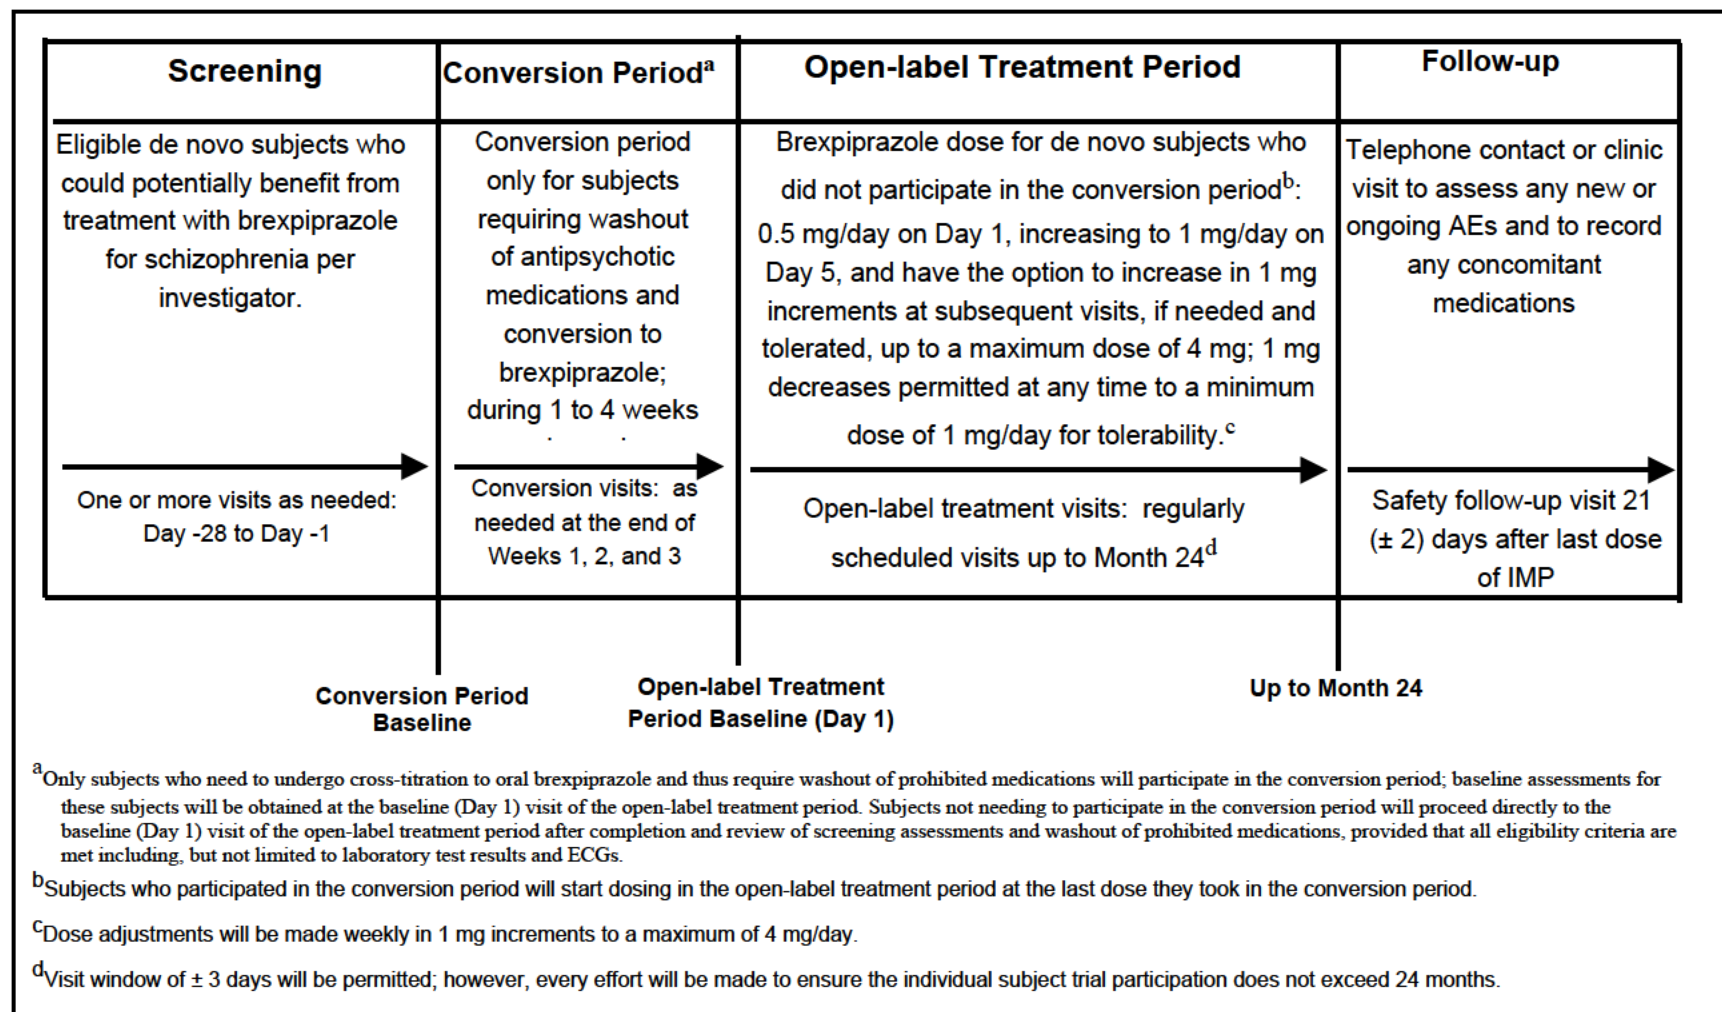 Screening
Eligible de novo subjects who
could potentially benefit from
treatment with brexpiprazole
for schizophrenia per
investigator.
One or more visits as needed:
Day -28 to Day -1
Conversion Periodᵃ
Conversion period
only for subjects
requiring washout
of antipsychotic
medications and
conversion to
brexpiprazole;
during 1 to 4 weeks
Conversion visits: as
needed at the end of
Weeks 1, 2, and 3
Open-label Treatment Period
Brexpiprazole dose for de novo subjects who
did not participate in the conversion periodᵇ:
0.5 mg/day on Day 1, increasing to 1 mg/day on
Day 5, and have the option to increase in 1 mg
increments at subsequent visits, if needed and
tolerated, up to a maximum dose of 4 mg; 1 mg
decreases permitted at any time to a minimum
dose of 1 mg/day for tolerability.ᶜ
Open-label treatment visits: regularly
scheduled visits up to Month 24ᵈ
Follow-up
Telephone contact or clinic
visit to assess any new or
ongoing AEs and to record
any concomitant
medications
Safety follow-up visit 21
(± 2) days after last dose
of IMP
Conversion Period
Baseline
Open-label Treatment
Period Baseline (Day 1)
Up to Month 24
ᵃOnly subjects who need to undergo cross-titration to oral brexpiprazole and thus require washout of prohibited medications will participate in the conversion period; baseline assessments for
these subjects will be obtained at the baseline (Day 1) visit of the open-label treatment period. Subjects not needing to participate in the conversion period will proceed directly to the
baseline (Day 1) visit of the open-label treatment period after completion and review of screening assessments and washout of prohibited medications, provided that all eligibility criteria are
met including, but not limited to laboratory test results and ECGs.
ᵇSubjects who participated in the conversion period will start dosing in the open-label treatment period at the last dose they took in the conversion period.
ᶜDose adjustments will be made weekly in 1 mg increments to a maximum of 4 mg/day.
ᵈVisit window of ± 3 days will be permitted; however, every effort will be made to ensure the individual subject trial participation does not exceed 24 months.